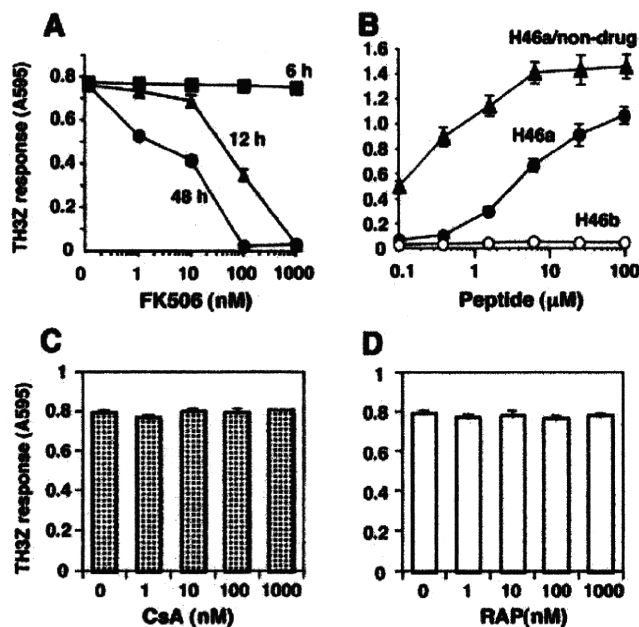 A
TH3Z response (A595)
0.8
0.6
0.4
0.2
0
6 h
12 h
48 h
0 1 10 100 1000
FK506 (nM)
B
H46a/non-drug
1.6
1.4
1.2
1.0
0.8
0.6
0.4
0.2
0
H46a
H46b
0.1 1 10 100
Peptide (μM)
C
TH3Z response (A595)
1
0.8
0.6
0.4
0.2
0
0 1 10 100 1000
CsA (nM)
D
1
0.8
0.6
0.4
0.2
0
0 1 10 100 1000
RAP(nM)